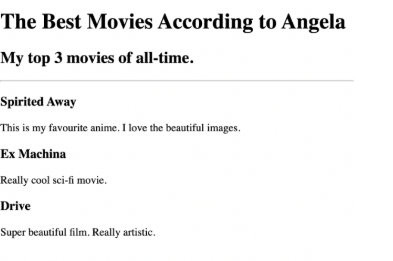 The Best Movies According to Angela
My top 3 movies of all-time.
Spirited Away
This is my favourite anime. I love the beautiful images.
Ex Machina
Really cool sci-fi movie.
Drive
Super beautiful film. Really artistic.